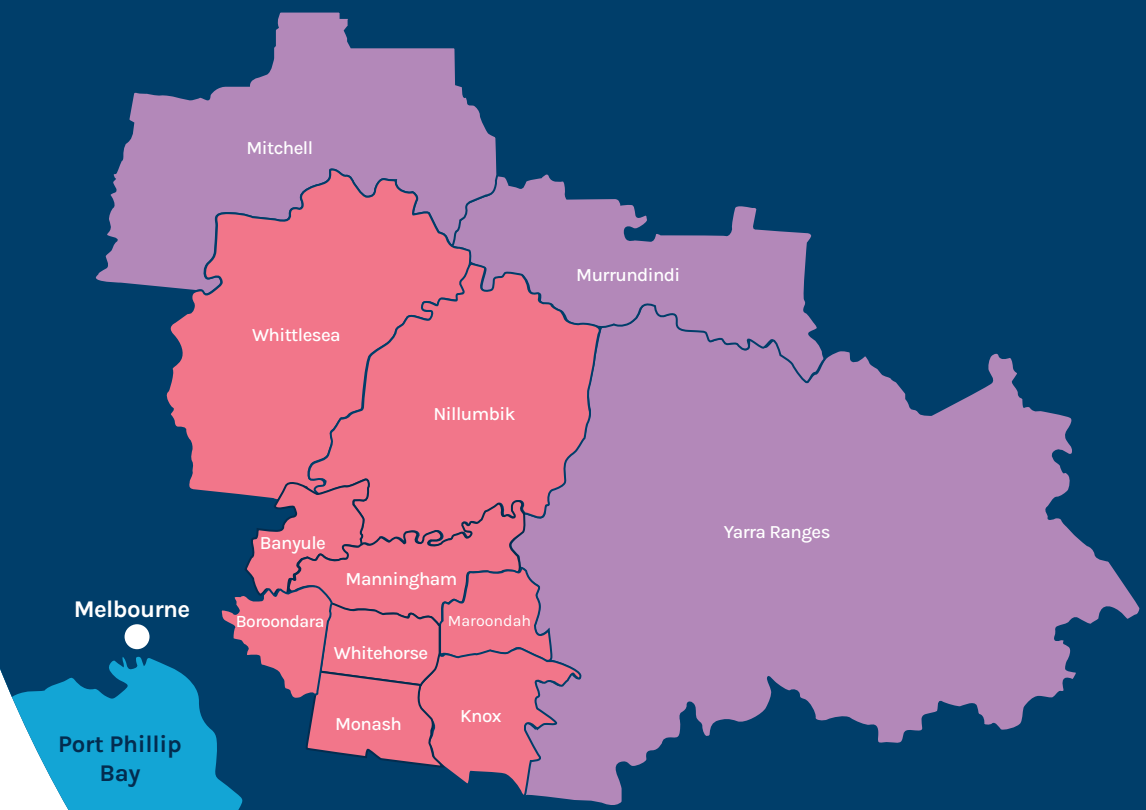 Mitchell
Murrundindi
Whittlesea
Nillumbik
Yarra Ranges
Banyule
Manningham
Melbourne
Boroondara
Maroondah
Whitehorse
Knox
Monash
Port Phillip
Bay